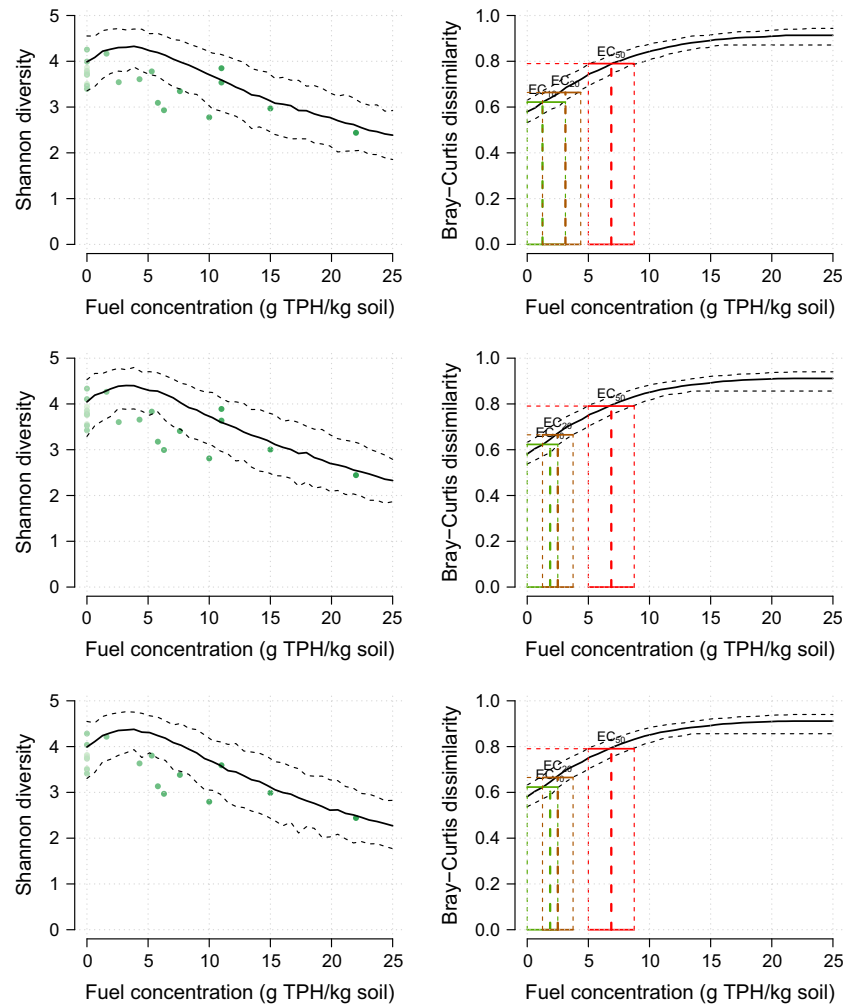 5
4
3
2
1
0
Shannon diversity
0 5 10 15 20 25
Fuel concentration (g TPH/kg soil)
1.0
0.8
0.6
0.4
0.2
0.0
Bray−Curtis dissimilarity
EC50
EC20
EC10
0 5 10 15 20 25
Fuel concentration (g TPH/kg soil)
5
4
3
2
1
0
Shannon diversity
0 5 10 15 20 25
Fuel concentration (g TPH/kg soil)
1.0
0.8
0.6
0.4
0.2
0.0
Bray−Curtis dissimilarity
EC50
EC20
EC10
0 5 10 15 20 25
Fuel concentration (g TPH/kg soil)
5
4
3
2
1
0
Shannon diversity
0 5 10 15 20 25
Fuel concentration (g TPH/kg soil)
1.0
0.8
0.6
0.4
0.2
0.0
Bray−Curtis dissimilarity
EC50
EC20
EC10
0 5 10 15 20 25
Fuel concentration (g TPH/kg soil)